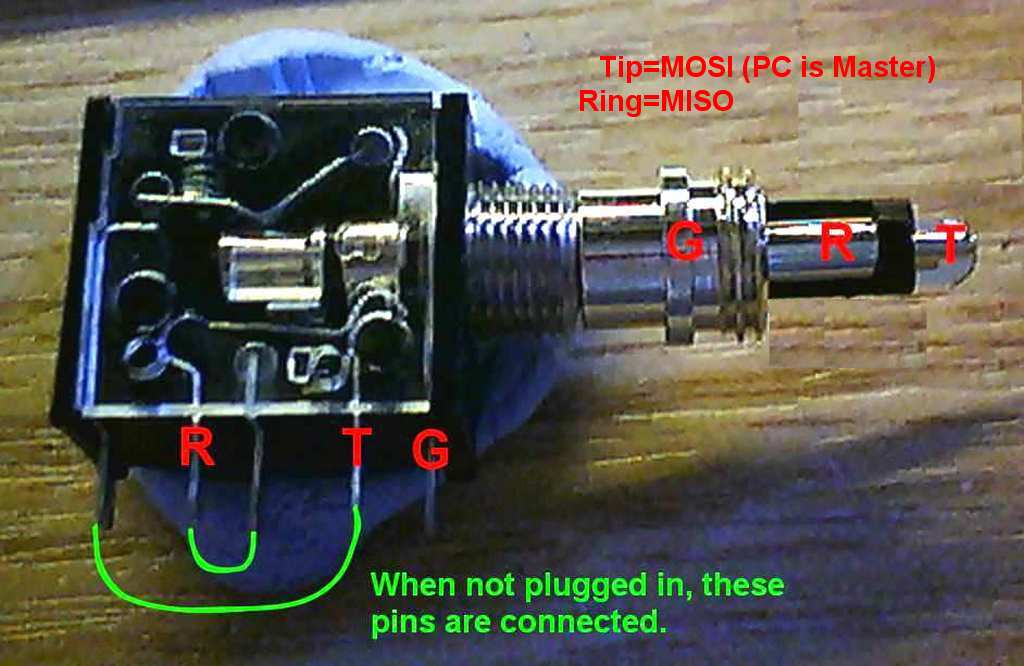 Tip=MOSI (PC is Master)
Ring=MISO
G R T
R T G
When not plugged in, these
pins are connected.